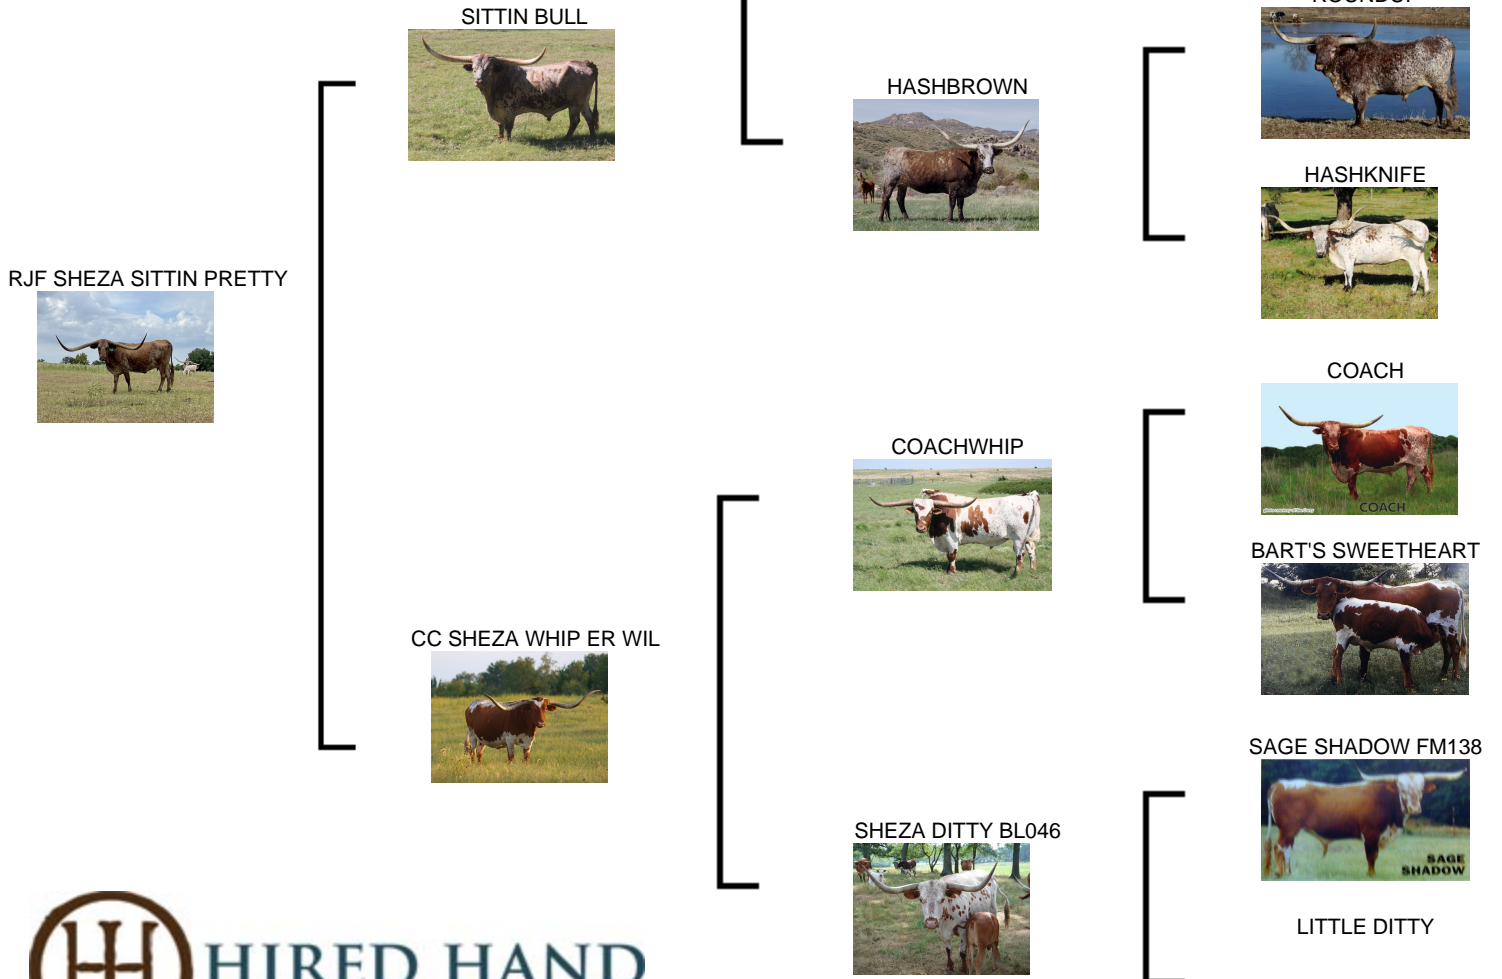 SITTIN BULL
HASHBROWN
HASHKNIFE
RJF SHEZA SITTIN PRETTY
COACH
COACH
COACHWHIP
BART'S SWEETHEART
CC SHEZA WHIP ER WIL
SAGE SHADOW FM138
SAGE
SHADOW
SHEZA DITTY BL046
LITTLE DITTY
HIRED HAND